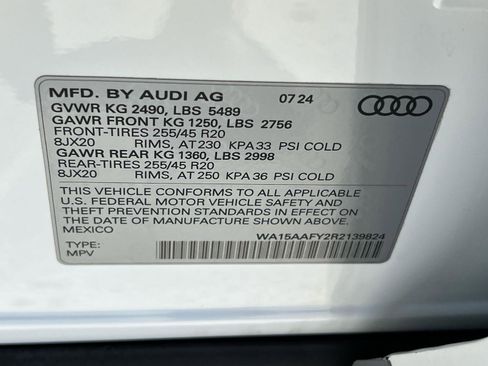 MFD. BY AUDI AG 07 24
GVWR KG 2490, LBS 5489
GAWR FRONT KG 1250, LBS 2756
FRONT-TIRES 255/45 R20
8JX20 RIMS, AT 230 KPA 33 PSI COLD
GAWR REAR KG 1360, LBS 2998
REAR-TIRES 255/45 R20
8JX20 RIMS, AT 250 KPA 36 PSI COLD
THIS VEHICLE CONFORMS TO ALL APPLICABLE
U.S. FEDERAL MOTOR VEHICLE SAFETY AND
THEFT PREVENTION STANDARDS IN EFFECT ON
THE DATE OF MANUFACTURE SHOWN ABOVE.
MEXICO
WA15AAFY2R2139824
TYPE:
MPV